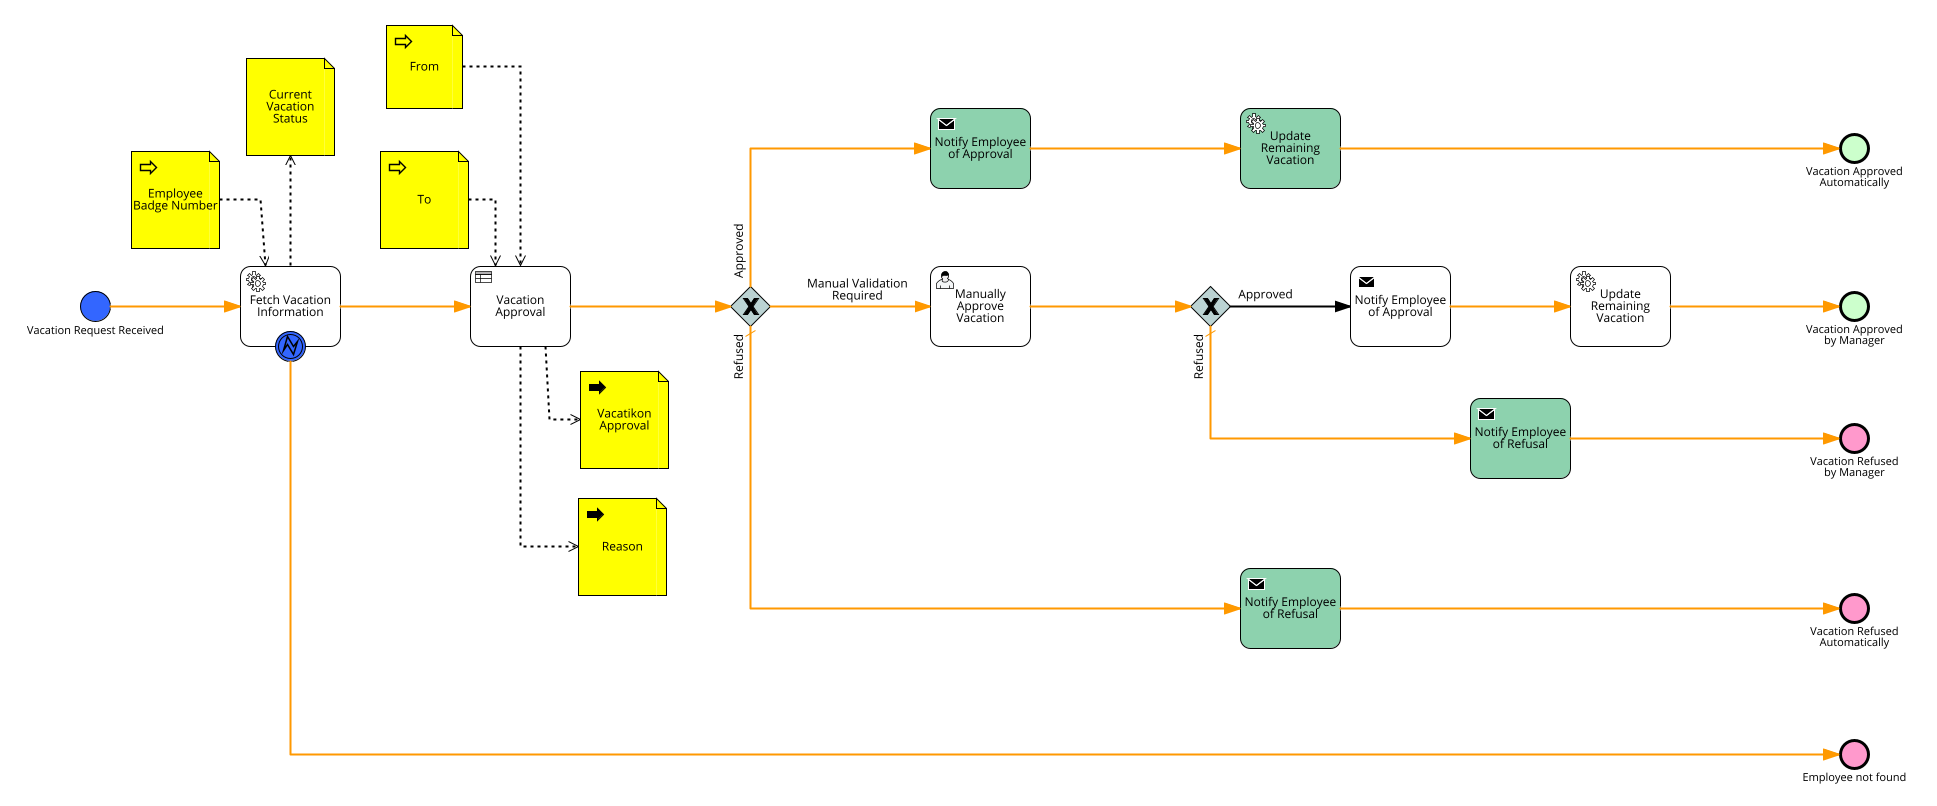 From
Current
Vacation
Status
Employee
Badge Number
To
Vacation Request Received
Fetch Vacation
Information
Vacation
Approval
Vacatikon
Approval
Reason
Approved
Manual Validation
Required
Refused
Notify Employee
of Approval
Update
Remaining
Vacation
Vacation Approved
Automatically
Manually
Approve
Vacation
Approved
Refused
Notify Employee
of Approval
Update
Remaining
Vacation
Vacation Approved
by Manager
Notify Employee
of Refusal
Vacation Refused
by Manager
Notify Employee
of Refusal
Vacation Refused
Automatically
Employee not found